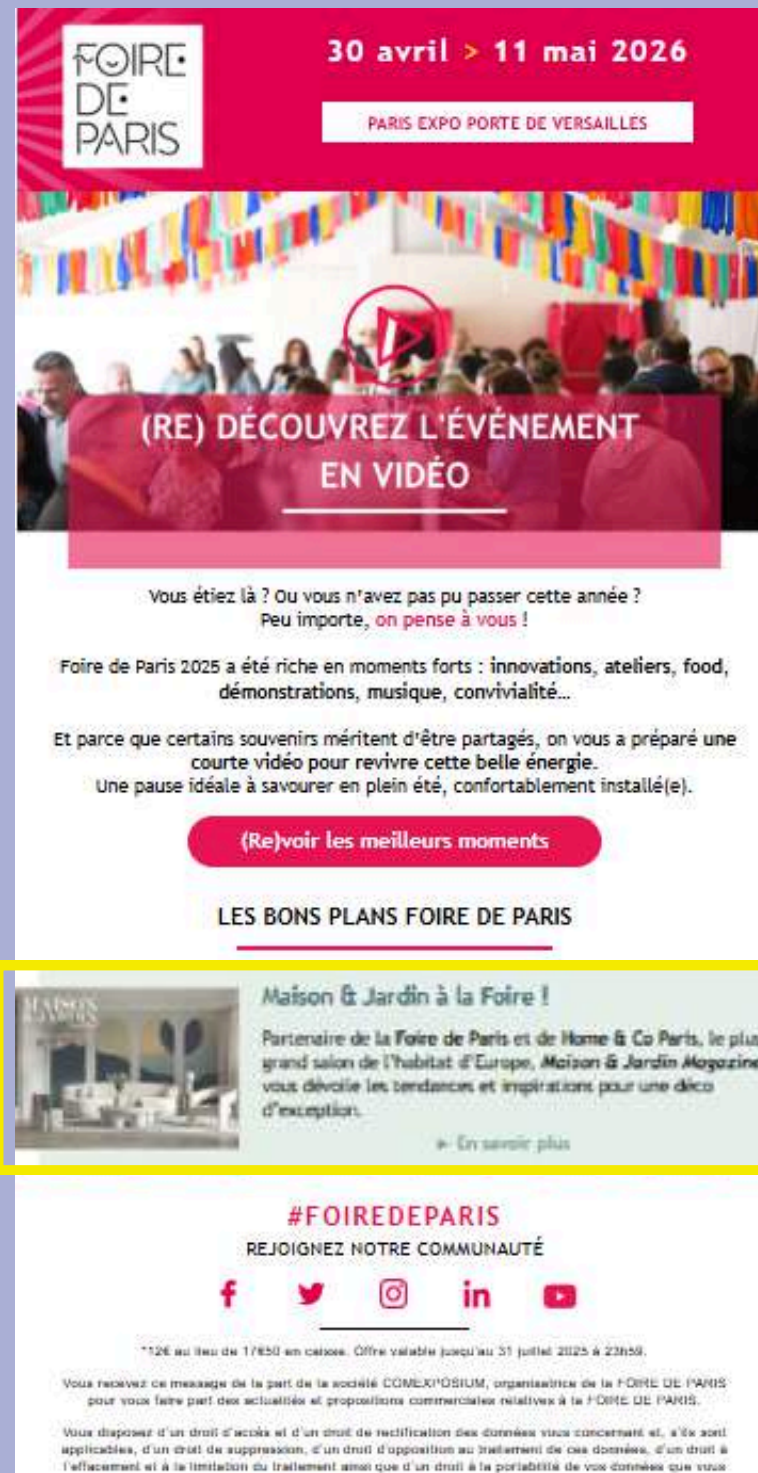 FOIRE
DE
PARIS
30 avril > 11 mai 2026
PARIS EXPO PORTE DE VERSAILLES
(RE) DÉCOUVREZ L'ÉVÉNEMENT
EN VIDÉO
Vous étiez là ? Ou vous n'avez pas pu passer cette année ?
Peu importe, on pense à vous !
Foire de Paris 2025 a été riche en moments forts : innovations, ateliers, food,
démonstrations, musique, convivialité…
Et parce que certains souvenirs méritent d'être partagés, on vous a préparé une
courte vidéo pour revivre cette belle énergie.
Une pause idéale à savourer en plein été, confortablement installé(e).
(Re)voir les meilleurs moments
LES BONS PLANS FOIRE DE PARIS
MAISON
Maison & Jardin à la Foire !
Partenaire de la Foire de Paris et de Home & Co Paris, le plus
grand salon de l'habitat d'Europe, Maison & Jardin Magazine
vous dévoile les tendances et inspirations pour une déco
d'exception.
► En savoir plus
#FOIREDEPARIS
REJOIGNEZ NOTRE COMMUNAUTÉ
*12€ au lieu de 17€50 en caisse. Offre valable jusqu'au 31 juillet 2025 à 23h59.
Vous recevez ce message de la part de la société COMEXPOSIUM, organisatrice de la FOIRE DE PARIS
pour vous faire part des actualités et propositions commerciales relatives à la FOIRE DE PARIS.
Vous disposez d'un droit d'accès et d'un droit de rectification des données vous concernant et, s'ils sont
applicables, d'un droit de suppression, d'un droit d'opposition au traitement de ces données, d'un droit à
l'effacement et à la limitation du traitement ainsi que d'un droit à la portabilité de vos données que vous